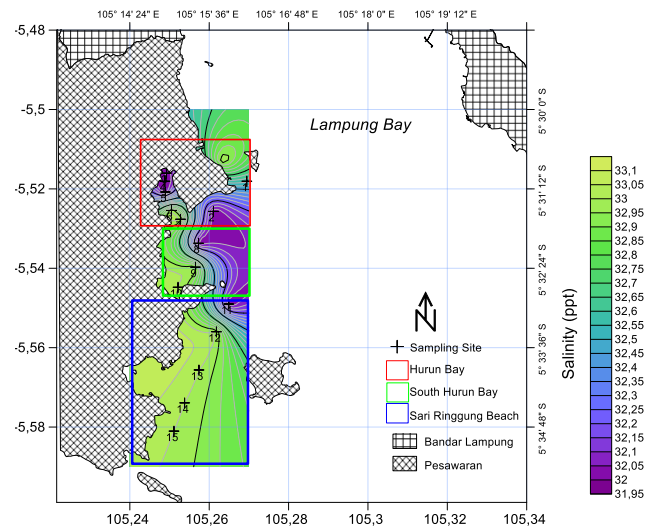 105° 14' 24" E 105° 15' 36" E 105° 16' 48" E 105° 18' 0" E 105° 19' 12" E
-5,48
-5,5
-5,52
-5,54
-5,56
-5,58
105,24 105,26 105,28 105,3 105,32 105,34
5° 30' 0" S
5° 31' 12" S
5° 32' 24" S
5° 33' 36" S
5° 34' 48" S
Lampung Bay
2
9
12
13
14
15
N
Sampling Site
Hurun Bay
South Hurun Bay
Sari Ringgung Beach
Bandar Lampung
Pesawaran
Salinity (ppt)
33,1
33,05
33
32,95
32,9
32,85
32,8
32,75
32,7
32,65
32,6
32,55
32,5
32,45
32,4
32,35
32,3
32,25
32,2
32,15
32,1
32,05
32
31,95